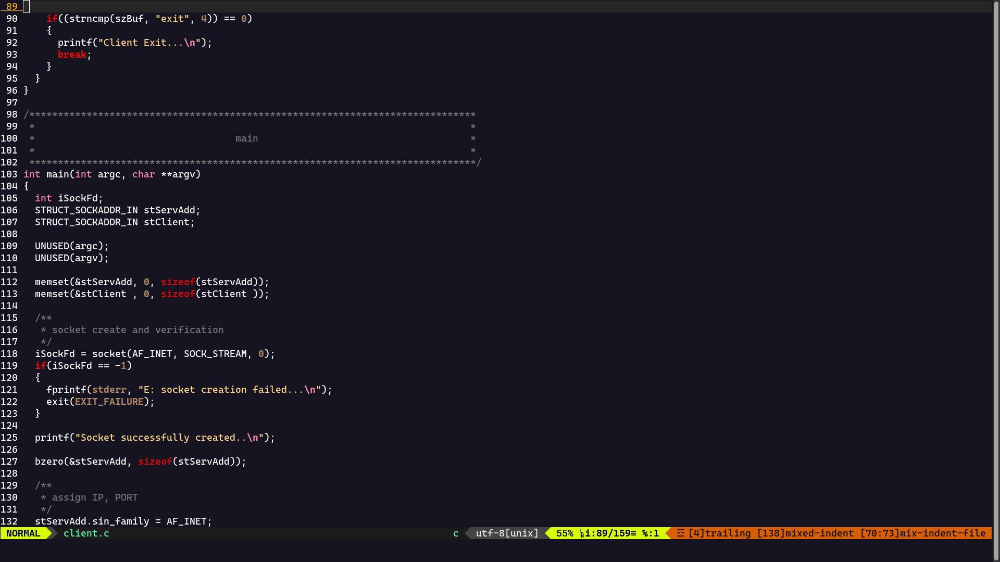 89
90     if((strncmp(szBuf, "exit", 4)) == 0)
91     {
92       printf("Client Exit...\n");
93       break;
94     }
95   }
96 }
97
98 /******************************************************************************
99  *                                                                            *
100  *                                   main                                     *
101  *                                                                            *
102  ******************************************************************************/
103 int main(int argc, char **argv)
104 {
105   int iSockFd;
106   STRUCT_SOCKADDR_IN stServAdd;
107   STRUCT_SOCKADDR_IN stClient;
108
109   UNUSED(argc);
110   UNUSED(argv);
111
112   memset(&stServAdd, 0, sizeof(stServAdd));
113   memset(&stClient , 0, sizeof(stClient ));
114
115   /**
116    * socket create and verification
117    */
118   iSockFd = socket(AF_INET, SOCK_STREAM, 0);
119   if(iSockFd == -1)
120   {
121     fprintf(stderr, "E: socket creation failed...\n");
122     exit(EXIT_FAILURE);
123   }
124
125   printf("Socket successfully created..\n");
126
127   bzero(&stServAdd, sizeof(stServAdd));
128
129   /**
130    * assign IP, PORT
131    */
132   stServAdd.sin_family = AF_INET;
NORMAL client.c c utf-8[unix] 55% ㏑:89/159≡ ℅:1 ☲ [4]trailing [138]mixed-indent [70:73]mix-indent-file